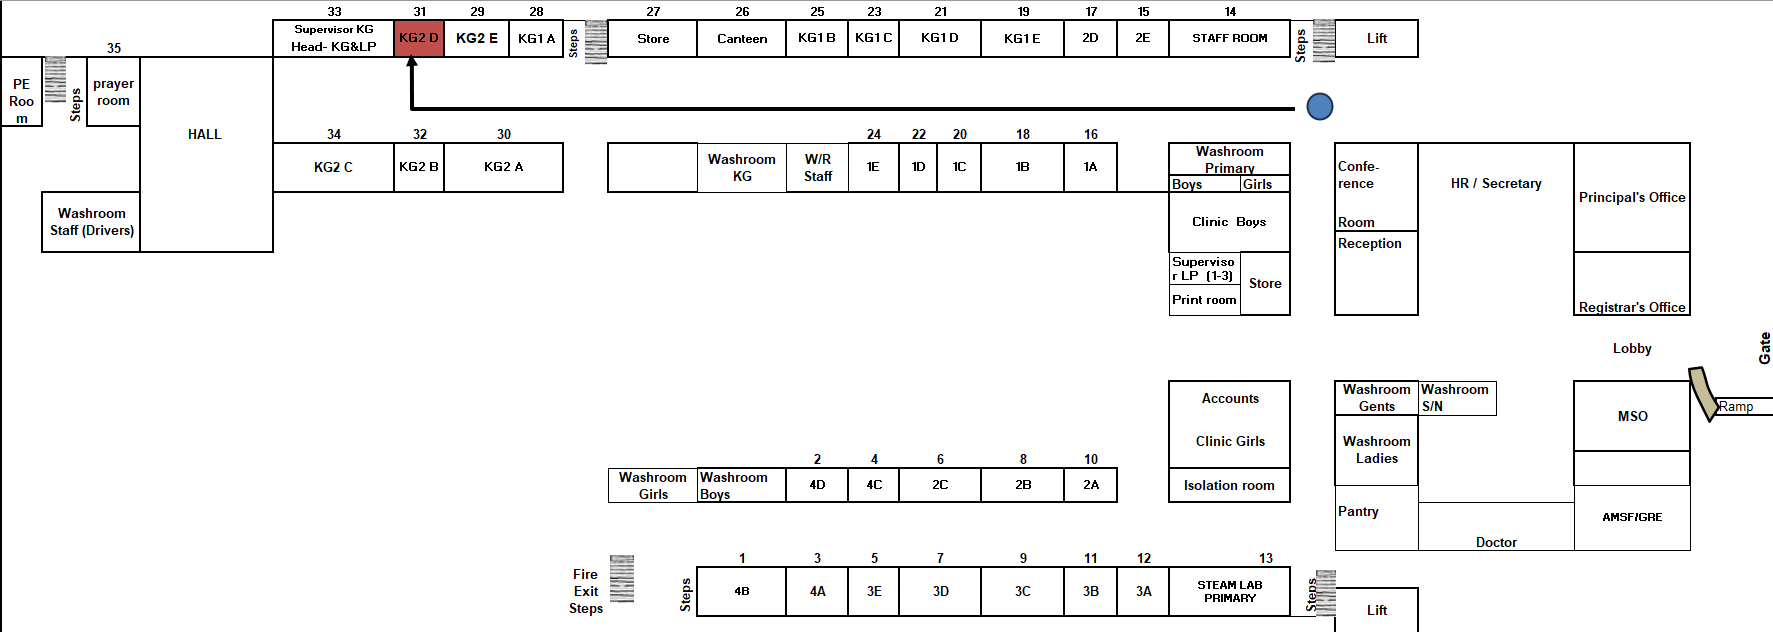 33 31 29 28 27 26 25 23 21 19 17 15 14
Supervisor KG
Head- KG&LP
KG2 D
KG2 E
KG1 A
Steps
Store
Canteen
KG1 B
KG1 C
KG1 D
KG1 E
2D
2E
STAFF ROOM
Steps
Lift
35
PE
Roo
m
Steps
prayer
room
HALL
34 32 30 24 22 20 18 16
KG2 C
KG2 B
KG2 A
Washroom
KG
W/R
Staff
1E
1D
1C
1B
1A
Washroom
Primary
Boys
Girls
Clinic Boys
Superviso
r LP (1-3)
Print room
Store
Confe-
rence
Room
Reception
HR / Secretary
Principal's Office
Registrar's Office
Washroom
Staff (Drivers)
Lobby
Gate
Ramp
Accounts
Clinic Girls
Isolation room
Washroom
Gents
Washroom
S/N
Washroom
Ladies
Pantry
Doctor
MSO
AMSF/GRE
2 4 6 8 10
Washroom
Girls
Washroom
Boys
4D
4C
2C
2B
2A
1 3 5 7 9 11 12 13
Fire
Exit
Steps
Steps
4B
4A
3E
3D
3C
3B
3A
STEAM LAB
PRIMARY
Steps
Lift